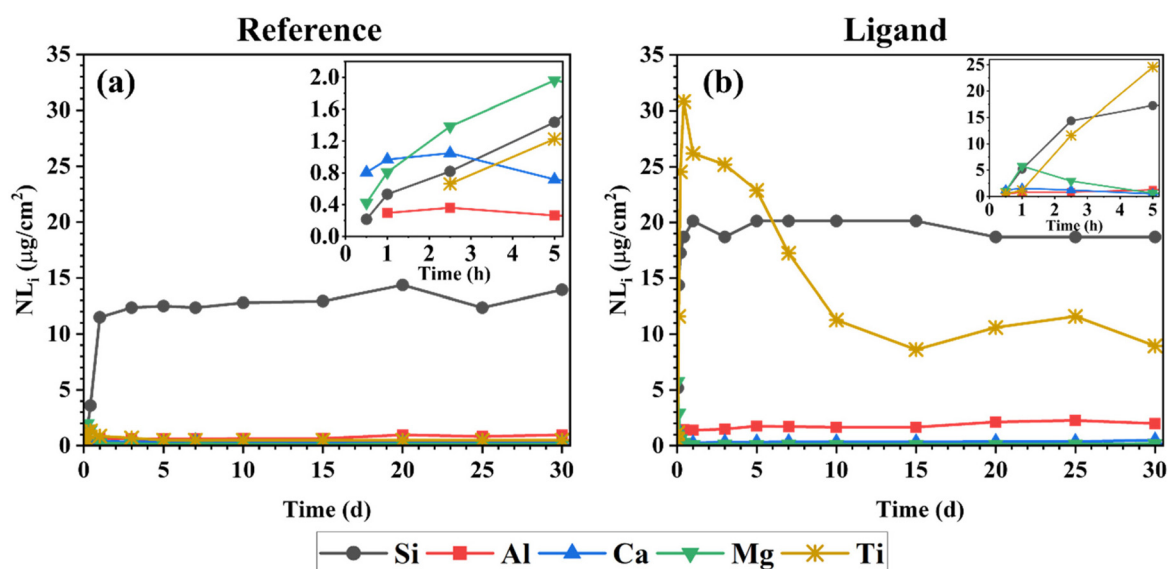 Reference
Ligand
(a)
35
30
25
20
15
10
5
0
NLᵢ (μg/cm²)
0 5 10 15 20 25 30
Time (d)
2.0
1.6
1.2
0.8
0.4
0.0
0 1 2 3 4 5
Time (h)
(b)
35
30
25
20
15
10
5
0
NLᵢ (μg/cm²)
0 5 10 15 20 25 30
Time (d)
25
20
15
10
5
0
0 1 2 3 4 5
Time (h)
Si Al Ca Mg Ti